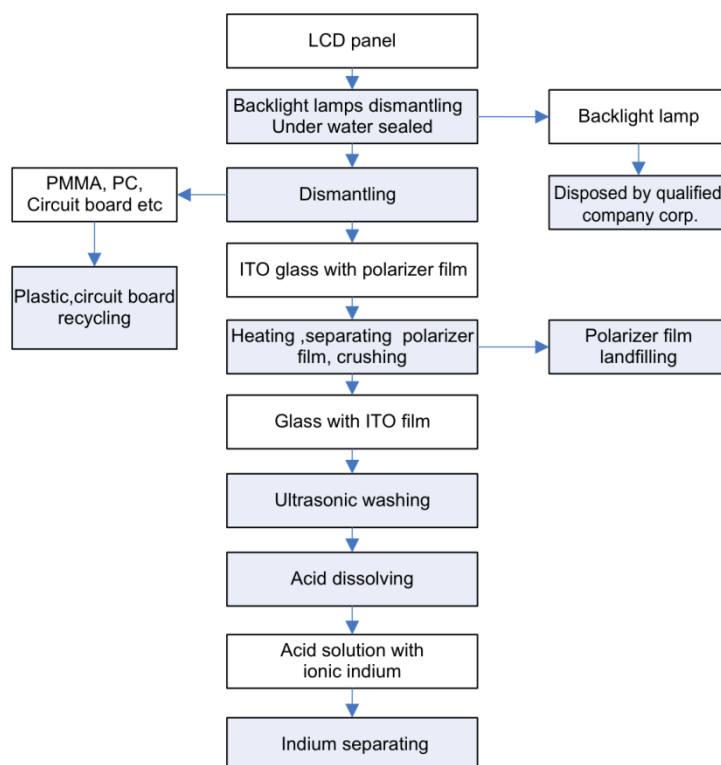 LCD panel
Backlight lamps dismantling
Under water sealed
Backlight lamp
PMMA, PC,
Circuit board etc
Dismantling
Disposed by qualified
company corp.
ITO glass with polarizer film
Plastic,circuit board
recycling
Heating ,separating polarizer
film, crushing
Polarizer film
landfilling
Glass with ITO film
Ultrasonic washing
Acid dissolving
Acid solution with
ionic indium
Indium separating